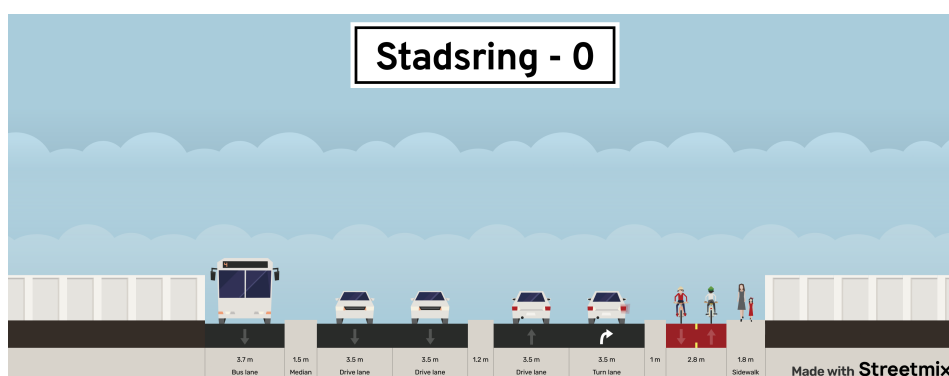 Stadsring - 0
4
3.7 m
Bus lane
1.5 m
Median
3.5 m
Drive lane
3.5 m
Drive lane
1.2 m
3.5 m
Drive lane
3.5 m
Turn lane
1 m
2.8 m
1.8 m
Sidewalk
Made with Streetmix